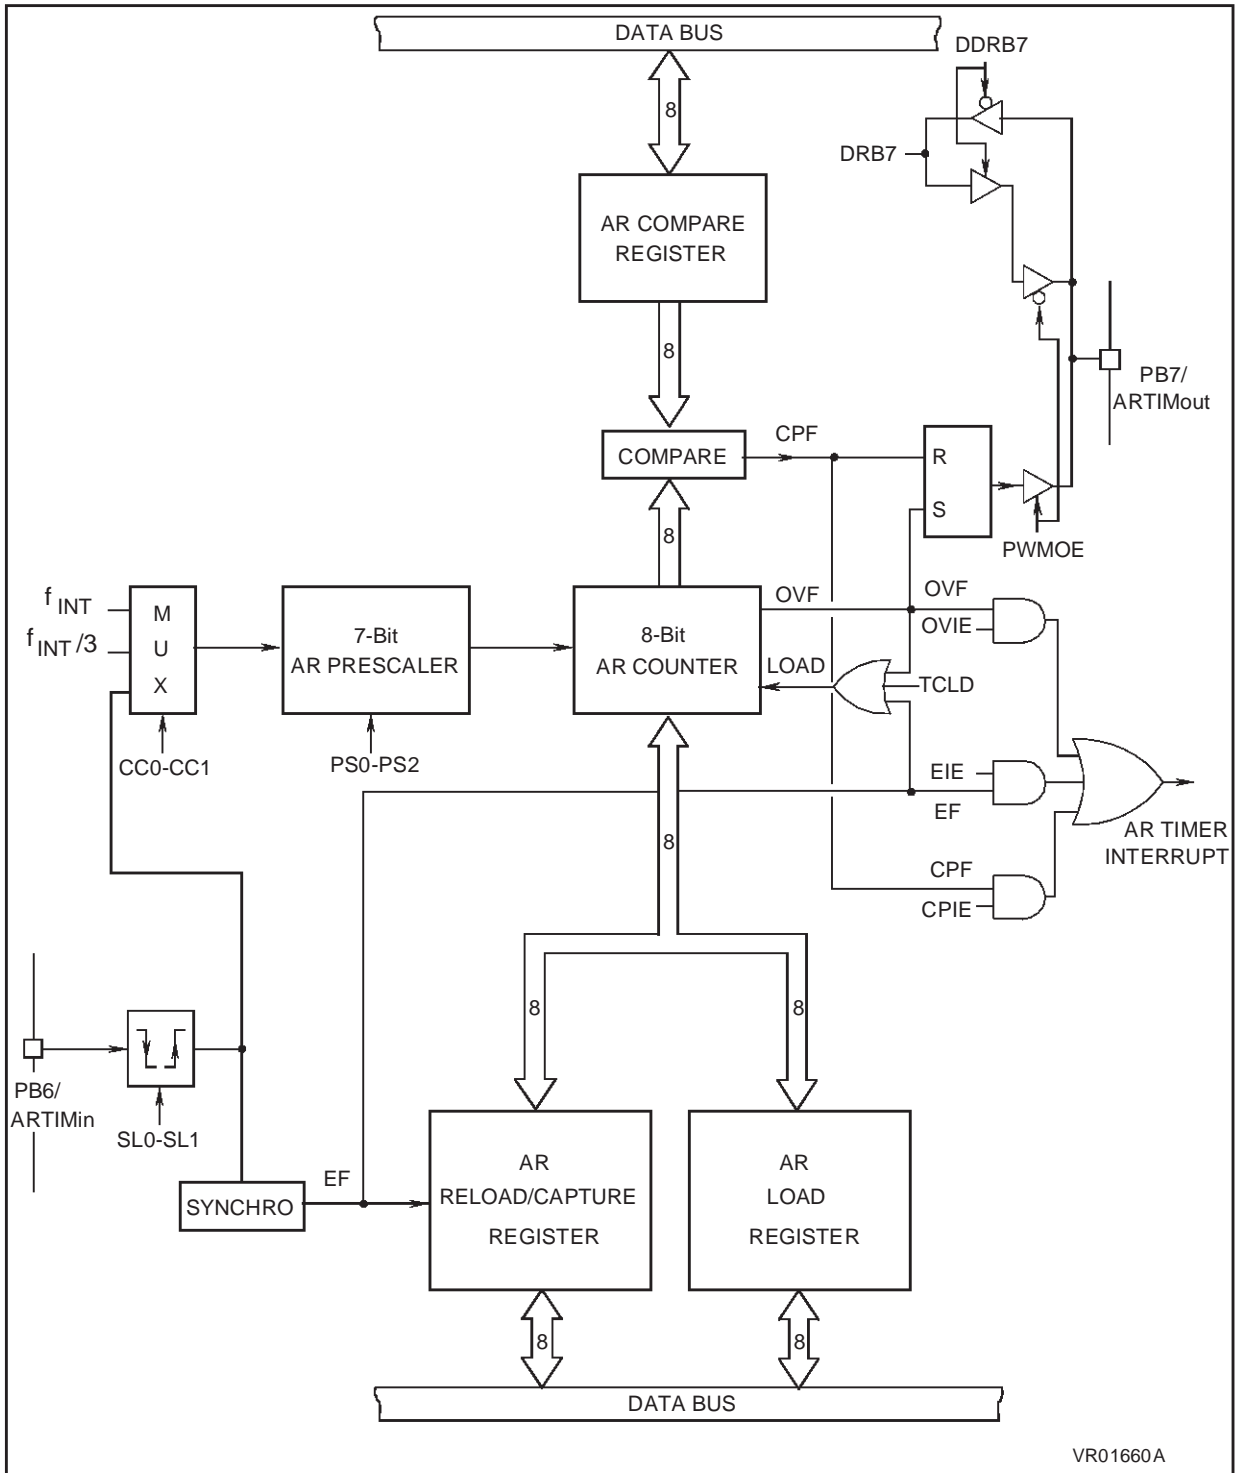 DATA BUS
DDRB7
8
DRB7
AR COMPARE
REGISTER
8
PB7/
ARTIMout
CPF
COMPARE
R
S
8
PWMOE
f INT
f INT /3
M
U
X
7-Bit
AR PRESCALER
8-Bit
AR COUNTER
OVF
OVF
OVIE
LOAD
TCLD
CC0-CC1
PS0-PS2
EIE
EF
AR TIMER
INTERRUPT
8
CPF
CPIE
8
8
PB6/
ARTIMin
SL0-SL1
EF
SYNCHRO
AR
RELOAD/CAPTURE
REGISTER
AR
LOAD
REGISTER
8
8
DATA BUS
VR01660A